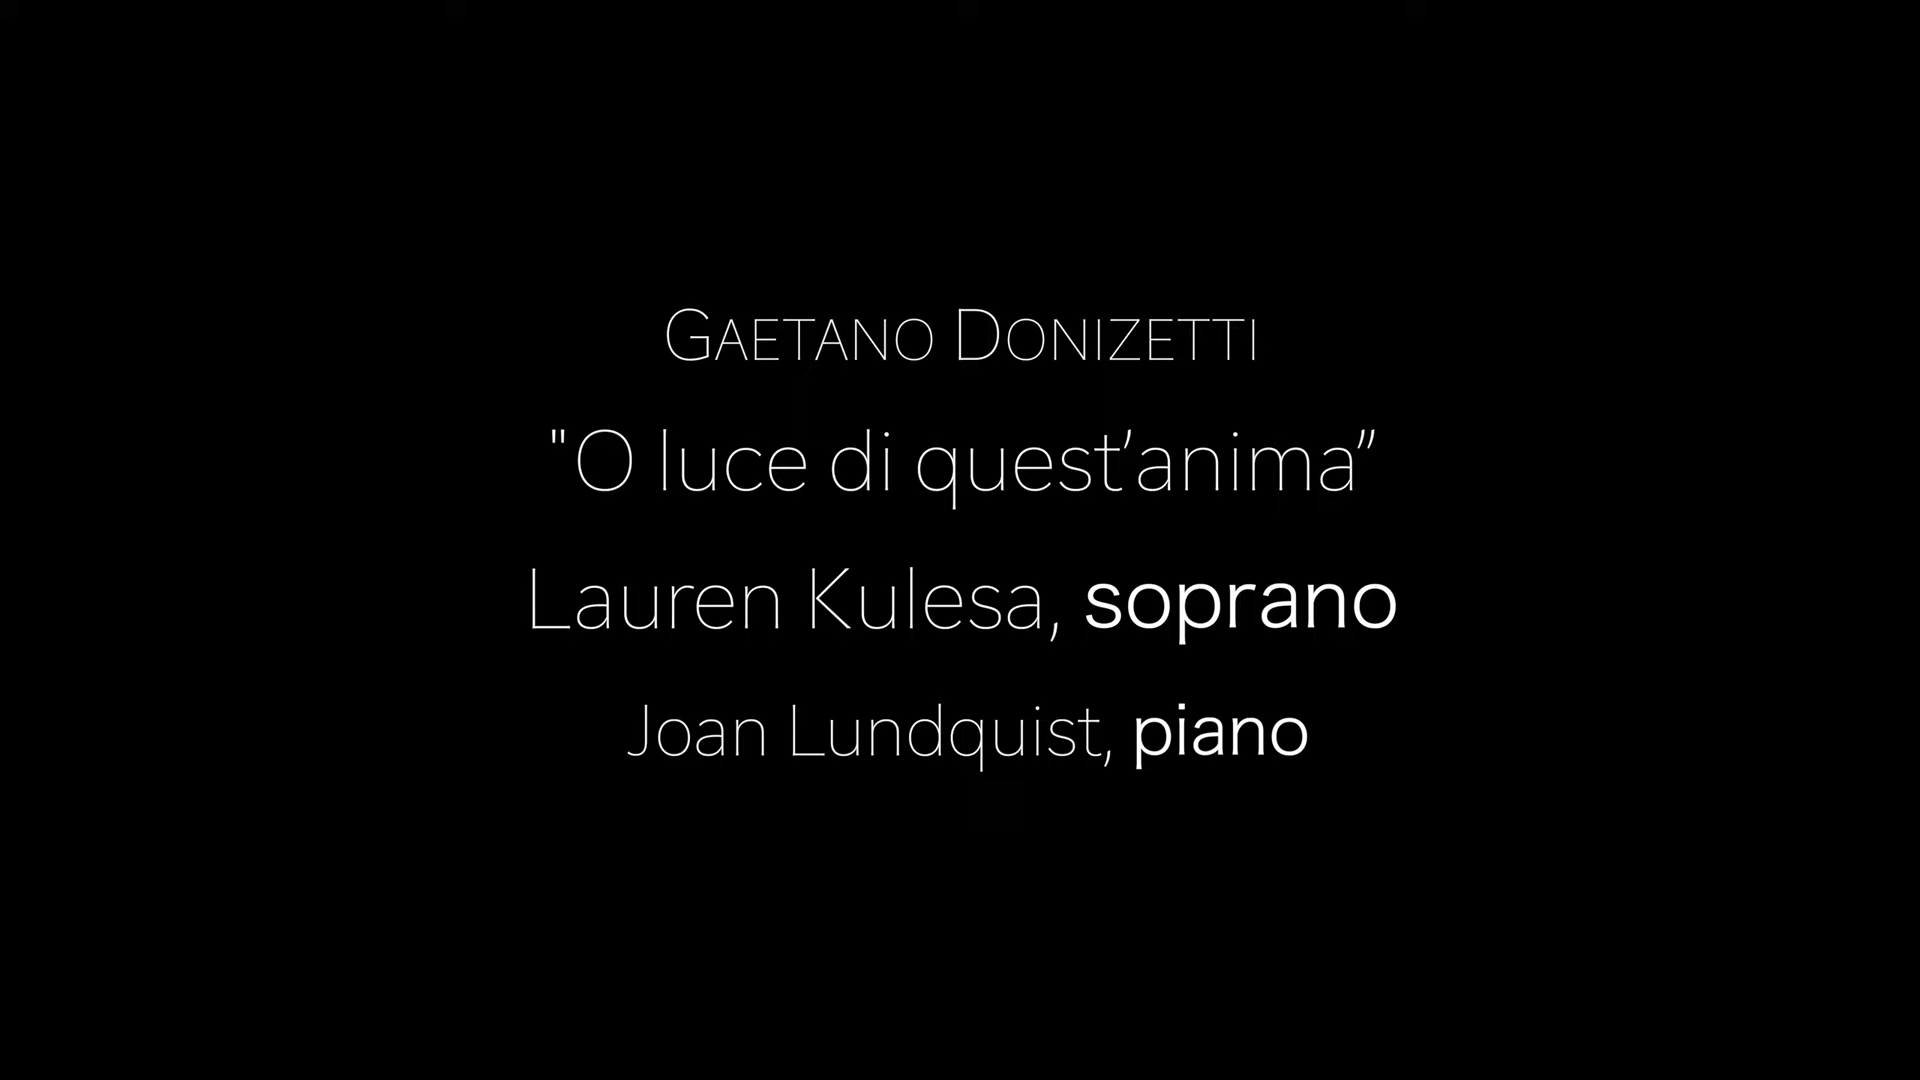 GAETANO DONIZETTI
"O luce di quest’anima”
Lauren Kulesa, soprano
Joan Lundquist, piano